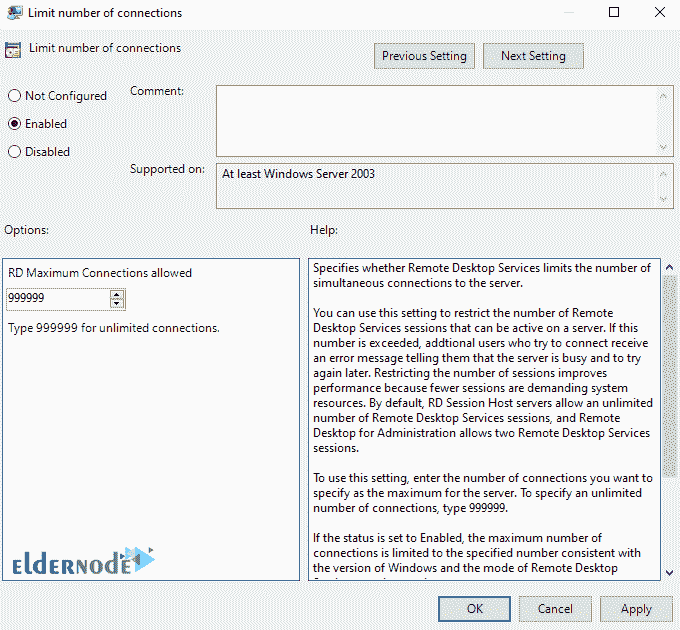 Limit number of connections
Limit number of connections
Previous Setting
Next Setting
Not Configured
Enabled
Disabled
Comment:
Supported on:
At least Windows Server 2003
Options:
Help:
RD Maximum Connections allowed
999999
Type 999999 for unlimited connections.
Specifies whether Remote Desktop Services limits the number of
simultaneous connections to the server.
You can use this setting to restrict the number of Remote
Desktop Services sessions that can be active on a server. If this
number is exceeded, addtional users who try to connect receive
an error message telling them that the server is busy and to try
again later. Restricting the number of sessions improves
performance because fewer sessions are demanding system
resources. By default, RD Session Host servers allow an unlimited
number of Remote Desktop Services sessions, and Remote
Desktop for Administration allows two Remote Desktop Services
sessions.
To use this setting, enter the number of connections you want to
specify as the maximum for the server. To specify an unlimited
number of connections, type 999999.
If the status is set to Enabled, the maximum number of
connections is limited to the specified number consistent with
the version of Windows and the mode of Remote Desktop
eldernode
OK
Cancel
Apply